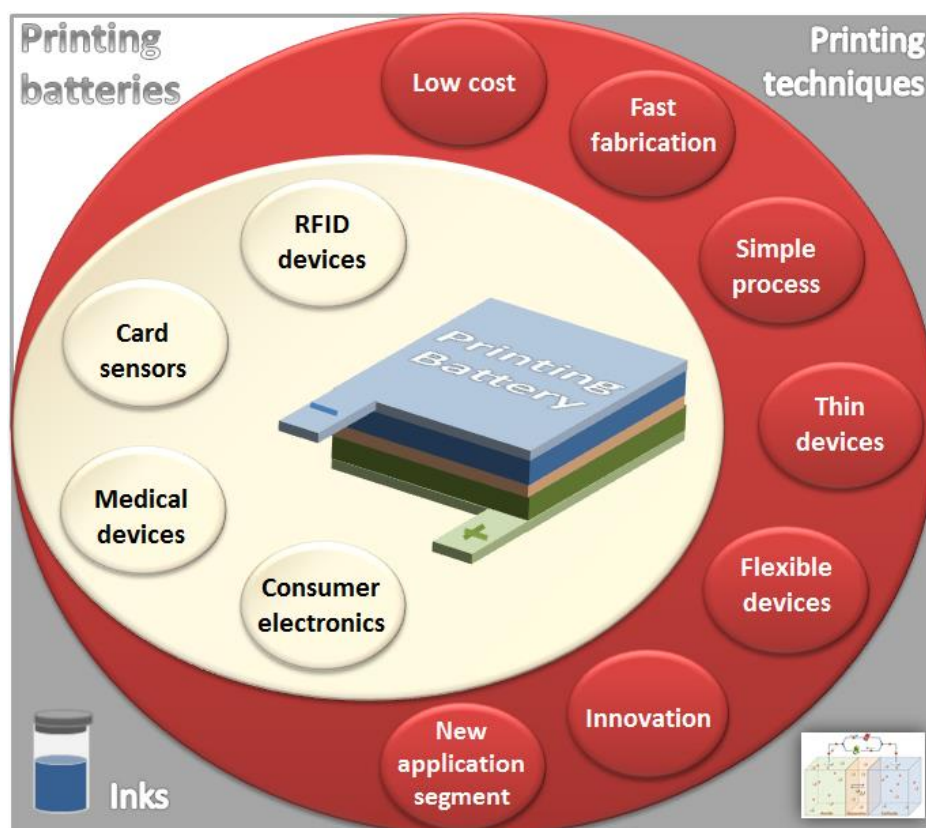 Printing
batteries
Printing
techniques
Low cost
Fast
fabrication
RFID
devices
Simple
process
Card
sensors
Printing
Battery
Thin
devices
Medical
devices
Flexible
devices
Consumer
electronics
Innovation
New
application
segment
Inks